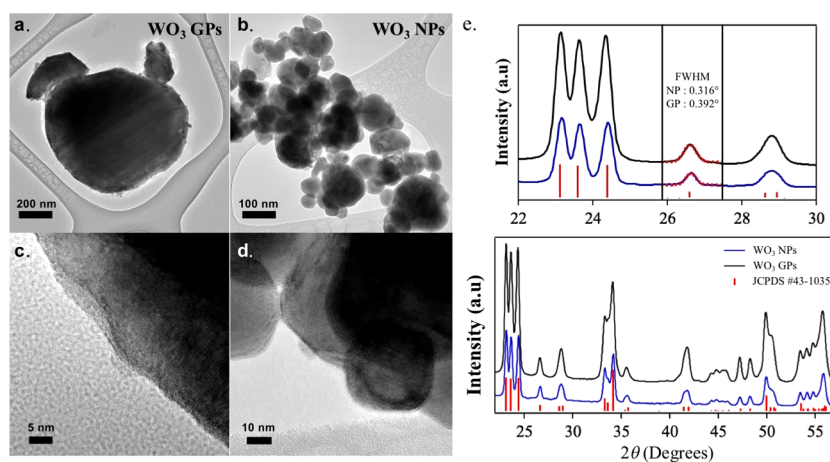 a.
WO₃ GPs
200 nm
b.
WO₃ NPs
100 nm
c.
5 nm
d.
10 nm
e.
Intensity (a.u)
FWHM
NP : 0.316°
GP : 0.392°
22 24 26 28 30
Intensity (a.u)
WO₃ NPs
WO₃ GPs
JCPDS #43-1035
25 30 35 40 45 50 55
2θ (Degrees)